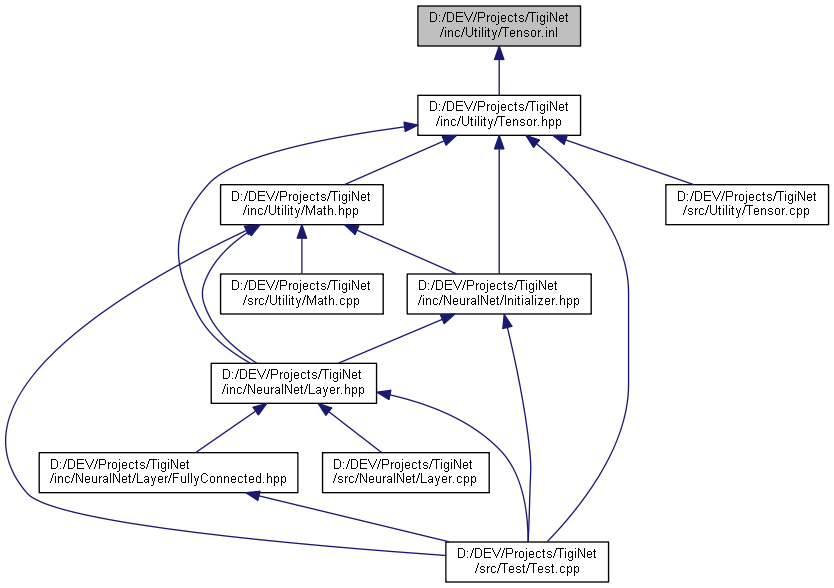 D:/DEV/Projects/TigiNet
/inc/Utility/Tensor.inl
D:/DEV/Projects/TigiNet
/inc/Utility/Tensor.hpp
D:/DEV/Projects/TigiNet
/inc/Utility/Math.hpp
D:/DEV/Projects/TigiNet
/src/Utility/Tensor.cpp
D:/DEV/Projects/TigiNet
/src/Utility/Math.cpp
D:/DEV/Projects/TigiNet
/inc/NeuralNet/Initializer.hpp
D:/DEV/Projects/TigiNet
/inc/NeuralNet/Layer.hpp
D:/DEV/Projects/TigiNet
/inc/NeuralNet/Layer/FullyConnected.hpp
D:/DEV/Projects/TigiNet
/src/NeuralNet/Layer.cpp
D:/DEV/Projects/TigiNet
/src/Test/Test.cpp